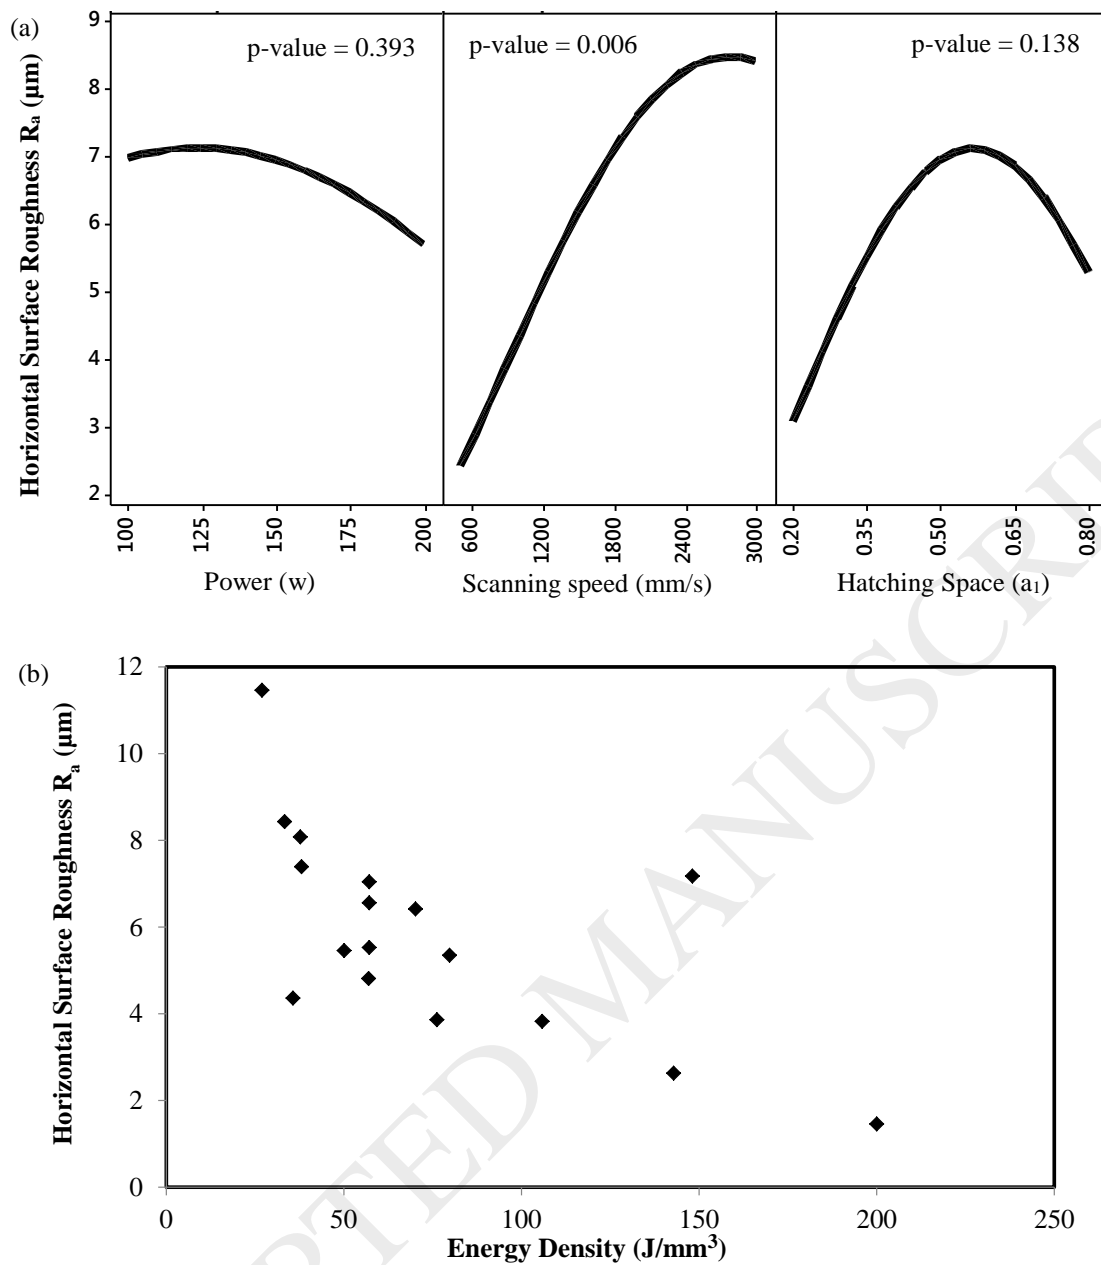 (a)
Horizontal Surface Roughness Ra (µm)
9
8
7
6
5
4
3
2
p-value = 0.393
p-value = 0.006
p-value = 0.138
100 125 150 175 200
600 1200 1800 2400 3000
0.20 0.35 0.50 0.65 0.80
Power (w)
Scanning speed (mm/s)
Hatching Space (a1)
(b)
Horizontal Surface Roughness Ra (µm)
12
10
8
6
4
2
0
0 50 100 150 200 250
Energy Density (J/mm³)
RTED MANUSCRIP